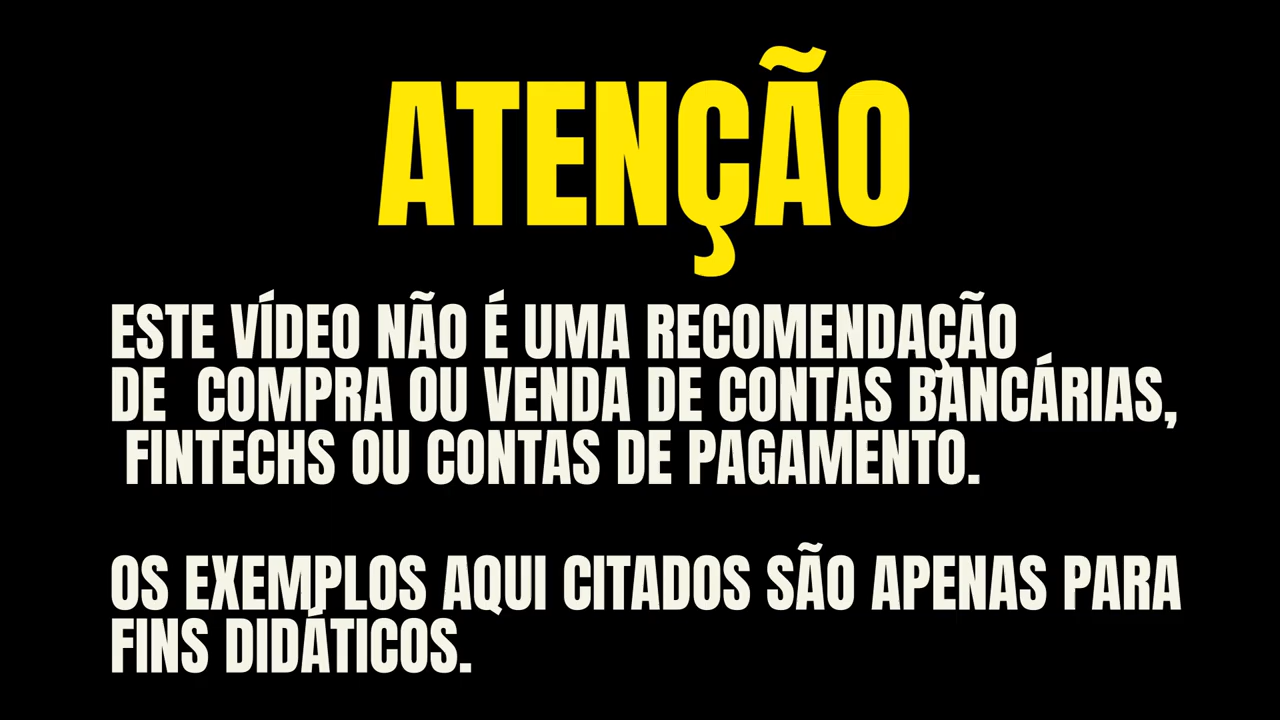 ATENÇÃO
ESTE VÍDEO NÃO É UMA RECOMENDAÇÃO
DE COMPRA OU VENDA DE CONTAS BANCÁRIAS,
FINTECHS OU CONTAS DE PAGAMENTO.
OS EXEMPLOS AQUI CITADOS SÃO APENAS PARA
FINS DIDÁTICOS.